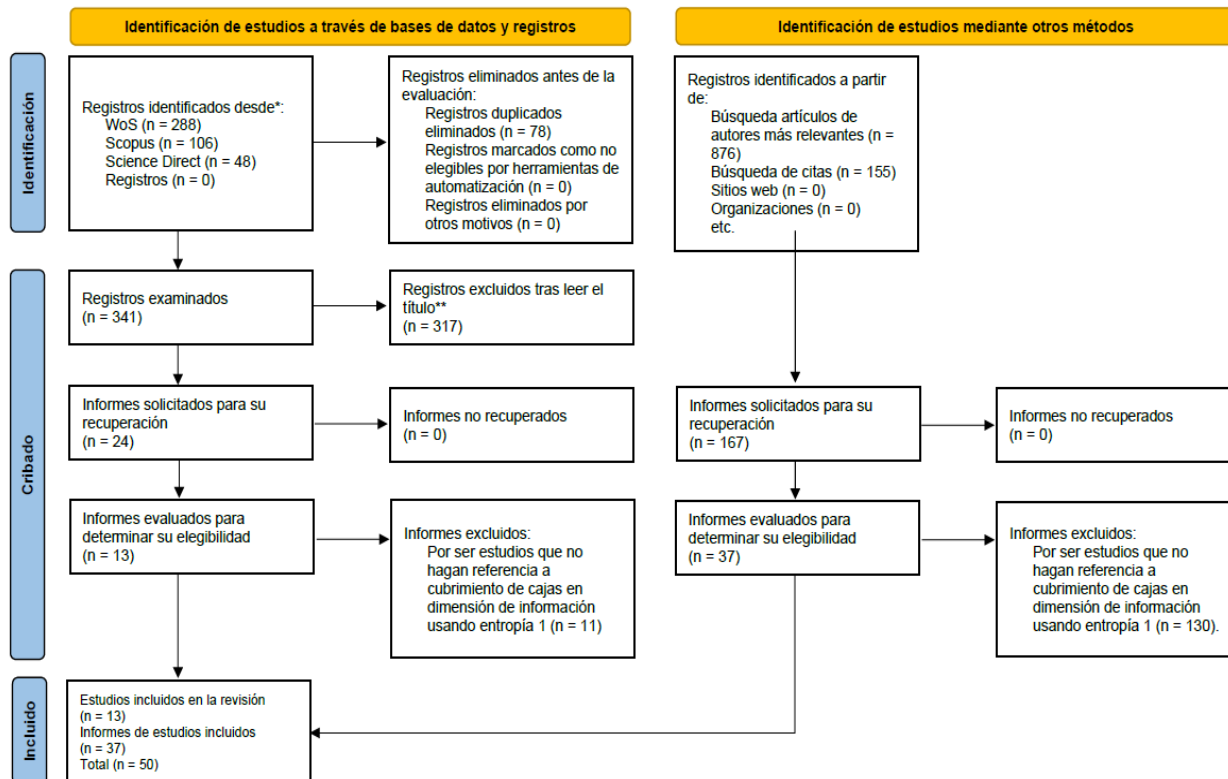 Identificación de estudios a través de bases de datos y registros
Identificación de estudios mediante otros métodos
Identificación
Registros identificados desde*:
WoS (n = 288)
Scopus (n = 106)
Science Direct (n = 48)
Registros (n = 0)
Registros eliminados antes de la
evaluación:
Registros duplicados
eliminados (n = 78)
Registros marcados como no
elegibles por herramientas de
automatización (n = 0)
Registros eliminados por
otros motivos (n = 0)
Registros identificados a partir
de:
Búsqueda artículos de
autores más relevantes (n =
876)
Búsqueda de citas (n = 155)
Sitios web (n = 0)
Organizaciones (n = 0)
etc.
Cribado
Registros examinados
(n = 341)
Registros excluidos tras leer el
título**
(n = 317)
Informes solicitados para su
recuperación
(n = 24)
Informes no recuperados
(n = 0)
Informes solicitados para su
recuperación
(n = 167)
Informes no recuperados
(n = 0)
Informes evaluados para
determinar su elegibilidad
(n = 13)
Informes excluidos:
Por ser estudios que no
hagan referencia a
cubrimiento de cajas en
dimensión de información
usando entropía 1 (n = 11)
Informes evaluados para
determinar su elegibilidad
(n = 37)
Informes excluidos:
Por ser estudios que no
hagan referencia a
cubrimiento de cajas en
dimensión de información
usando entropía 1 (n = 130).
Incluido
Estudios incluidos en la revisión
(n = 13)
Informes de estudios incluidos
(n = 37)
Total (n = 50)